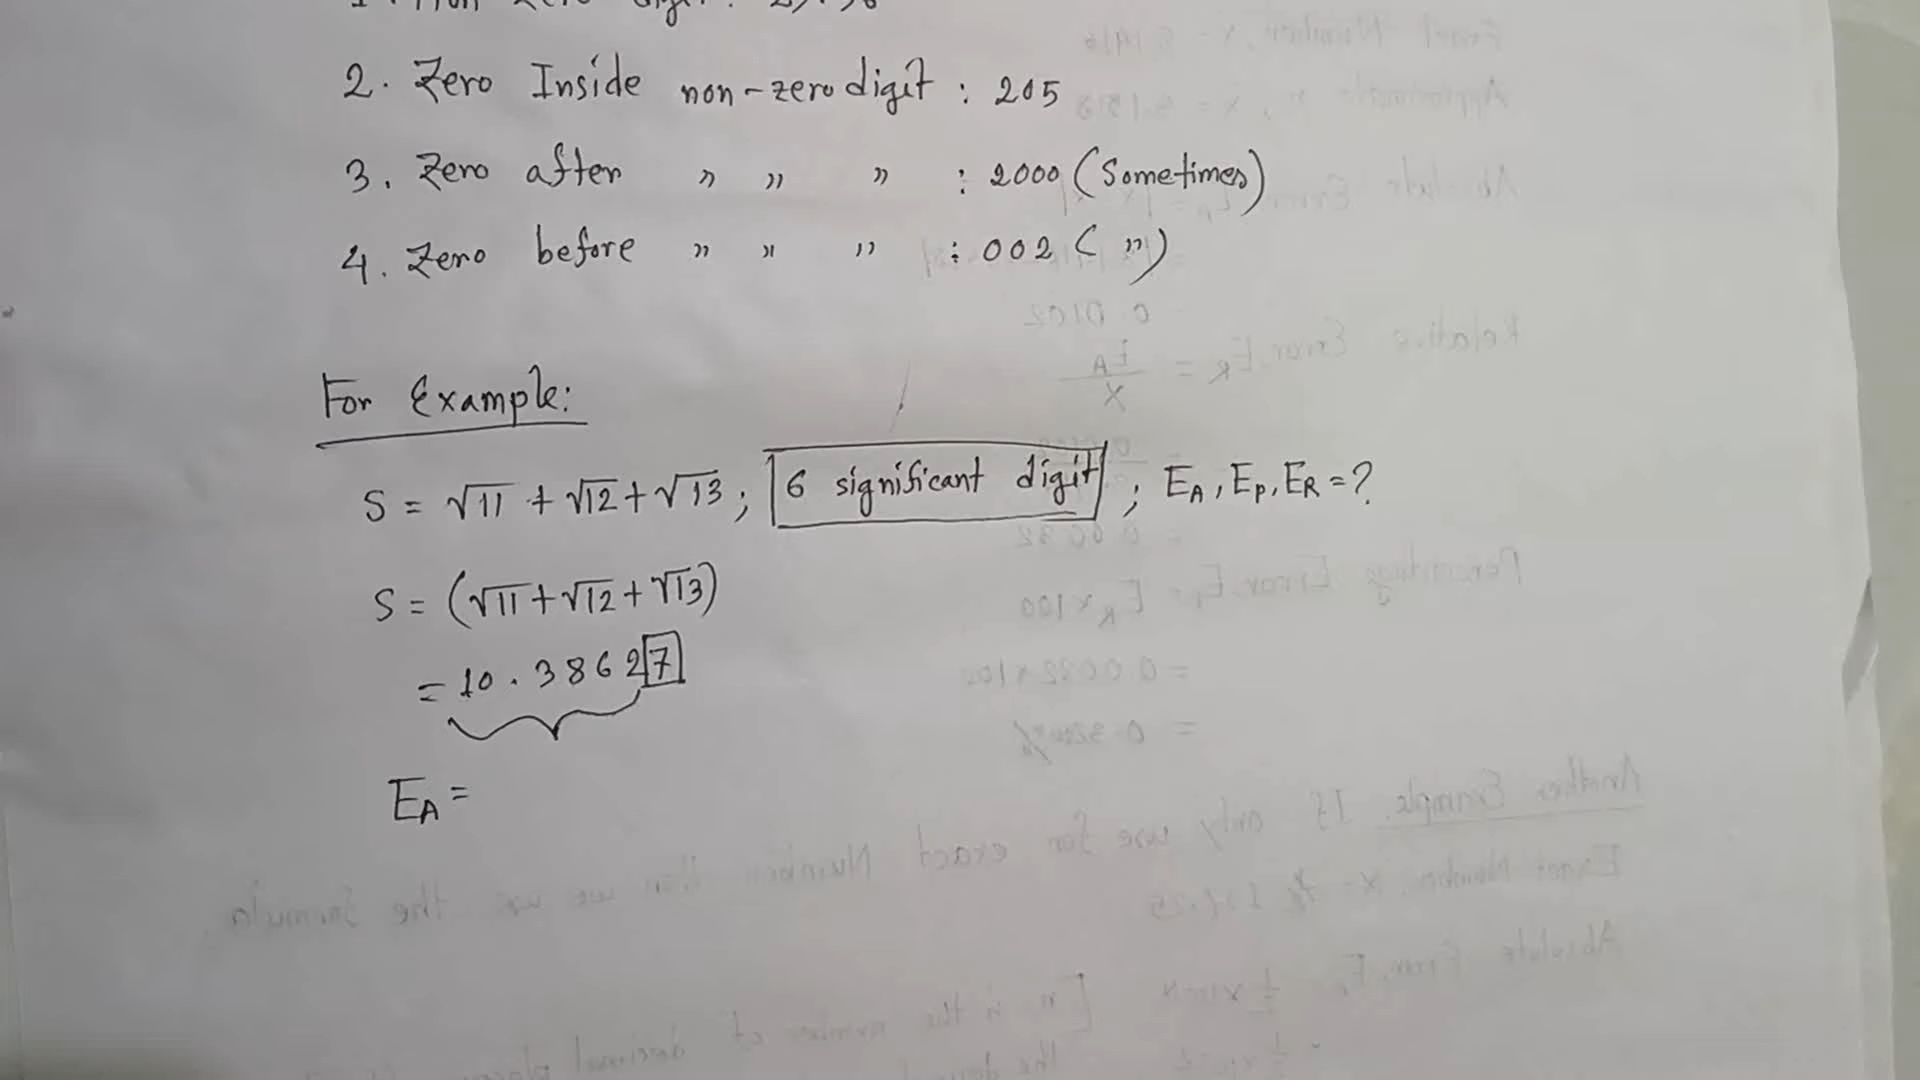 2. Zero Inside non-zero digit : 205
3. Zero after " " " : 2000 (Sometimes)
4. Zero before " " " : 002 ( " )
For Example:
S = √11 + √12 + √13 ; 6 significant digit ; EA, Ep, ER = ?
S = (√11 + √12 + √13)
= 10.38627
EA =